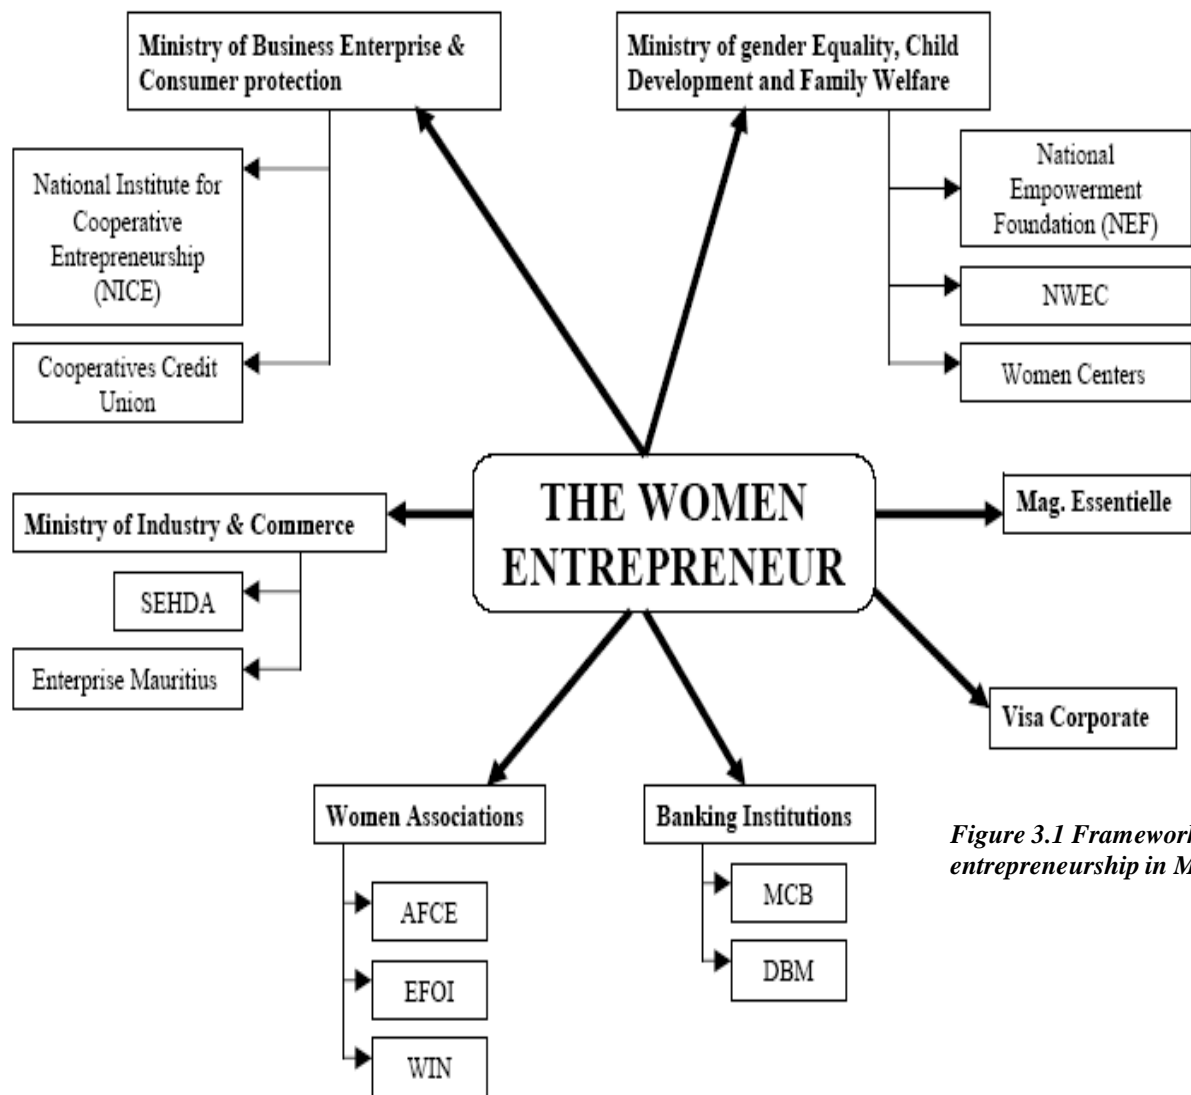 Ministry of Business Enterprise &
Consumer protection
Ministry of gender Equality, Child
Development and Family Welfare
National Institute for
Cooperative
Entrepreneurship
(NICE)
Cooperatives Credit
Union
National
Empowerment
Foundation (NEF)
NWEC
Women Centers
THE WOMEN
ENTREPRENEUR
Ministry of Industry & Commerce
SEHDA
Enterprise Mauritius
Mag. Essentielle
Visa Corporate
Women Associations
AFCE
EFOI
WIN
Banking Institutions
MCB
DBM
Figure 3.1 Framework
entrepreneurship in M